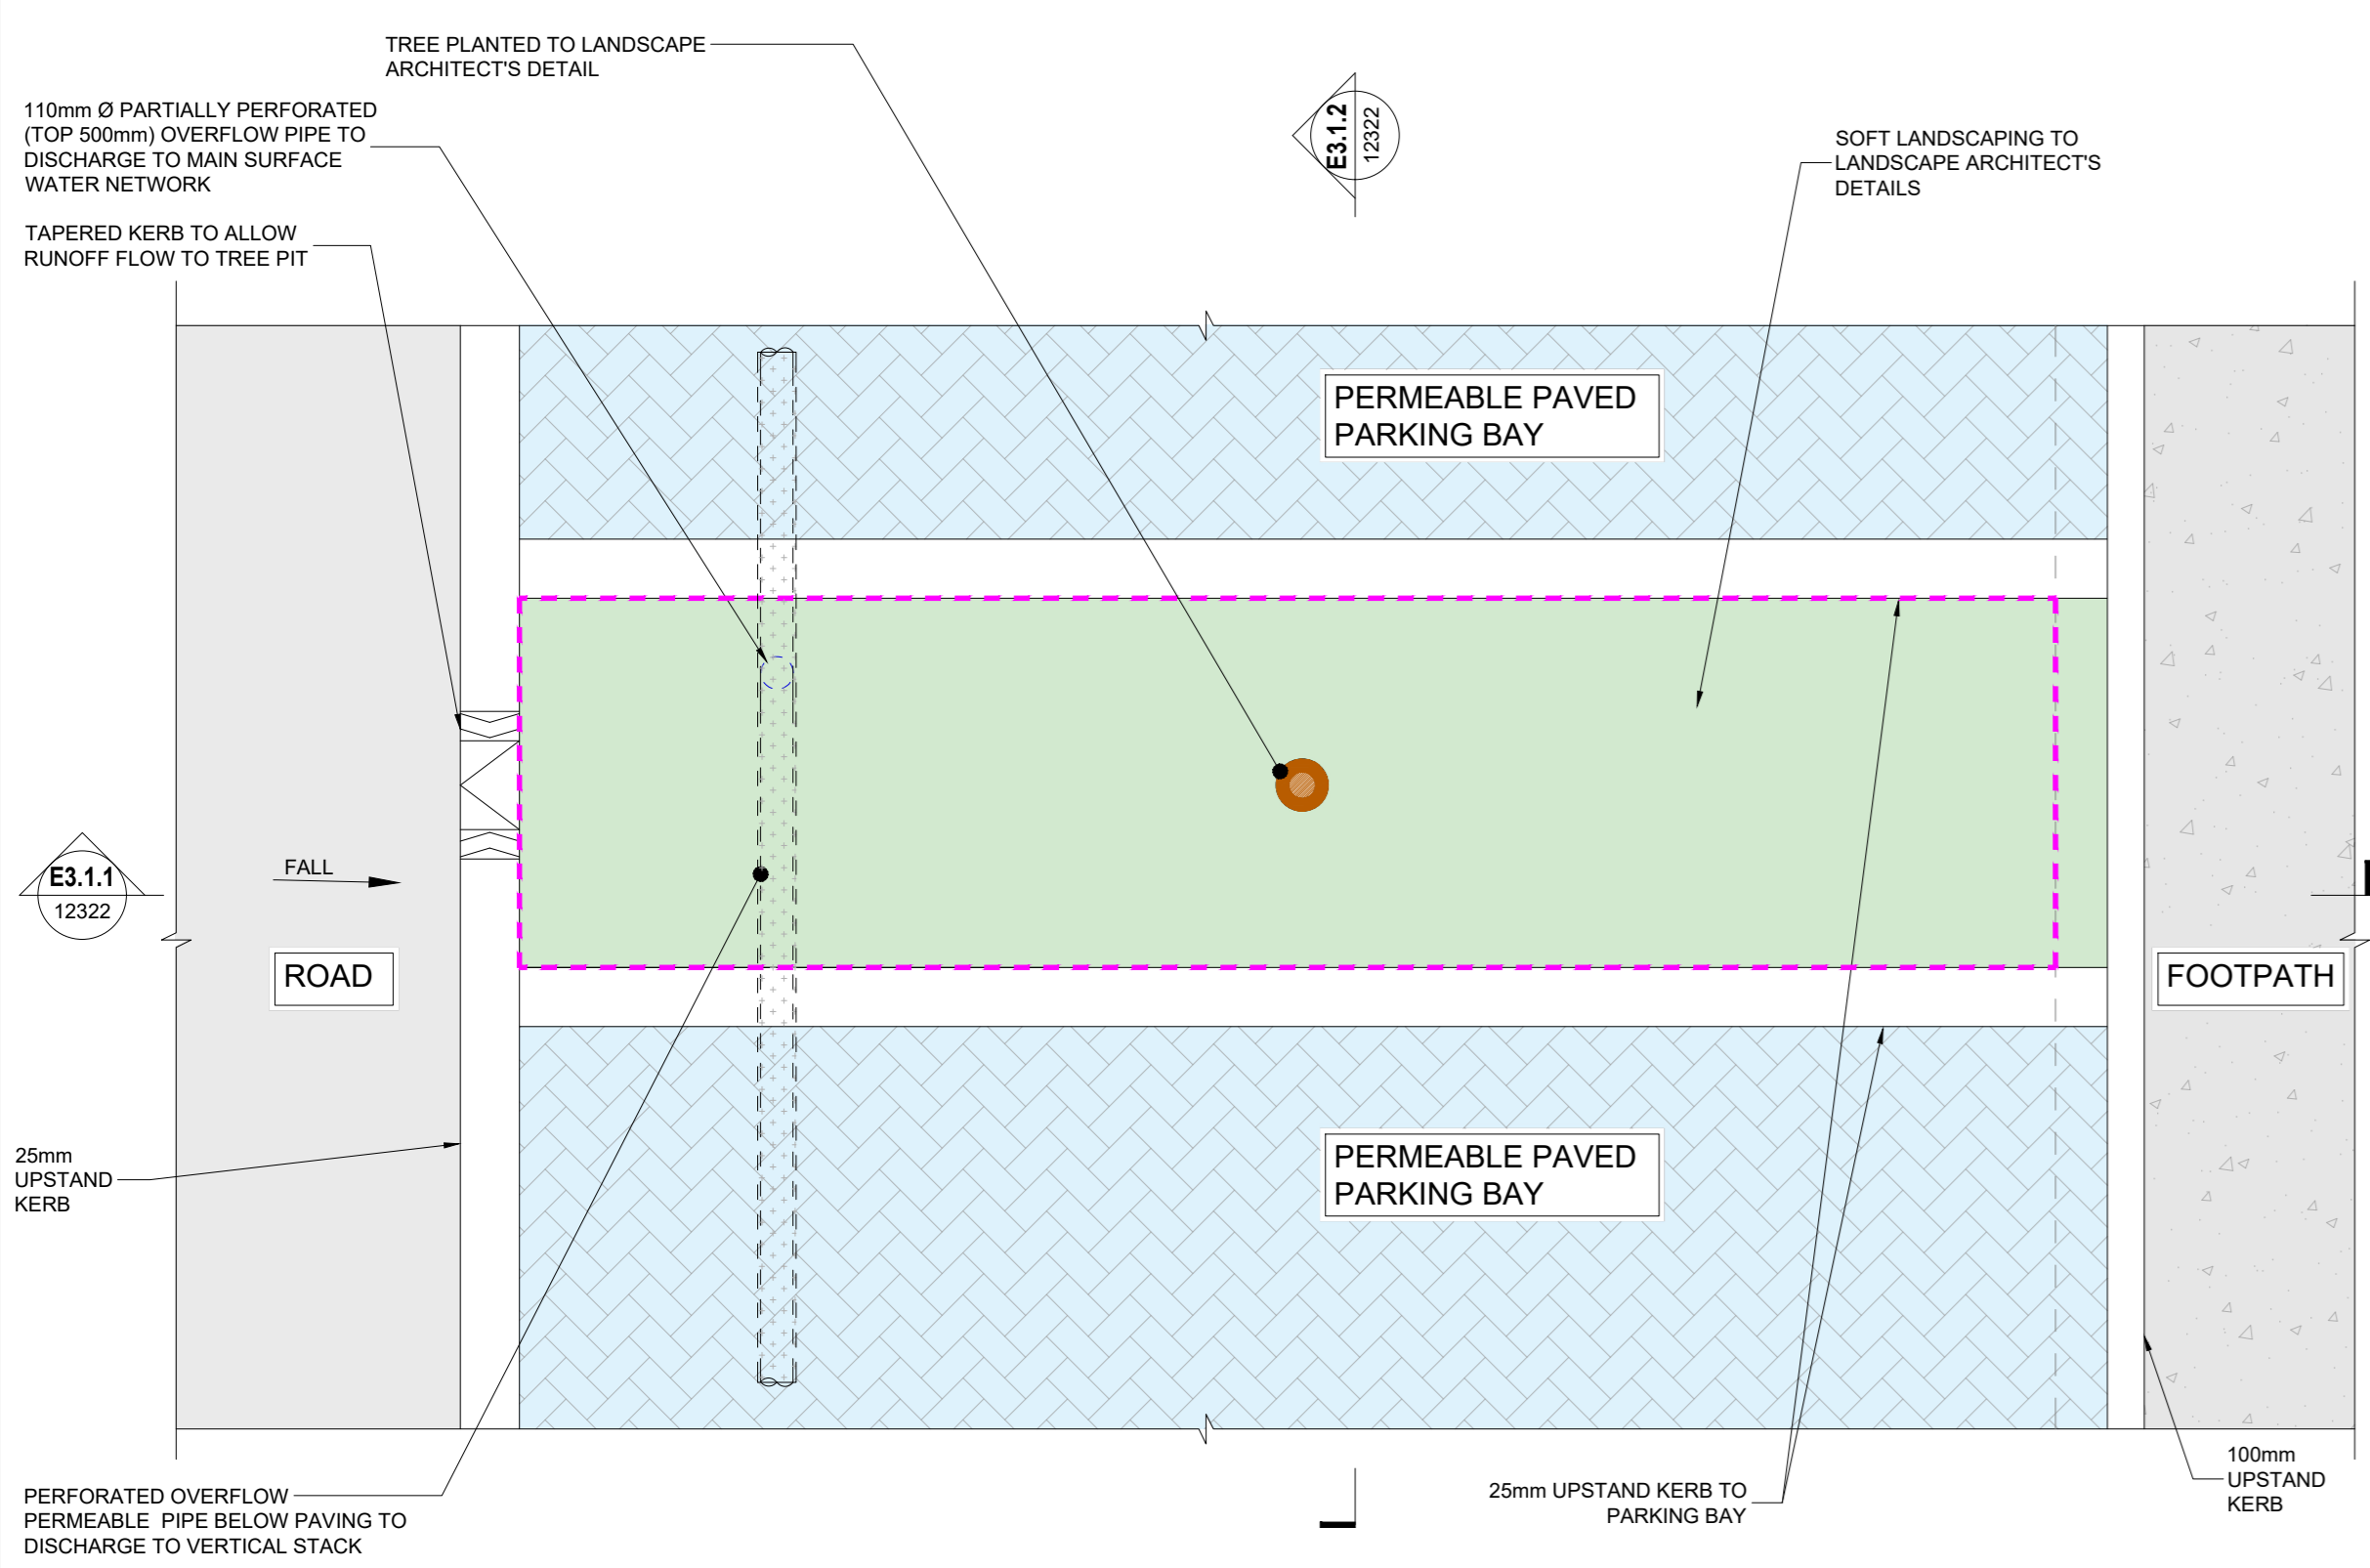 TREE PLANTED TO LANDSCAPE
ARCHITECT'S DETAIL
110mm Ø PARTIALLY PERFORATED
(TOP 500mm) OVERFLOW PIPE TO
DISCHARGE TO MAIN SURFACE
WATER NETWORK
TAPERED KERB TO ALLOW
RUNOFF FLOW TO TREE PIT
E3.1.2
12322
SOFT LANDSCAPING TO
LANDSCAPE ARCHITECT'S
DETAILS
PERMEABLE PAVED
PARKING BAY
E3.1.1
12322
FALL
ROAD
FOOTPATH
25mm
UPSTAND
KERB
PERMEABLE PAVED
PARKING BAY
PERFORATED OVERFLOW
PERMEABLE PIPE BELOW PAVING TO
DISCHARGE TO VERTICAL STACK
25mm UPSTAND KERB TO
PARKING BAY
100mm
UPSTAND
KERB